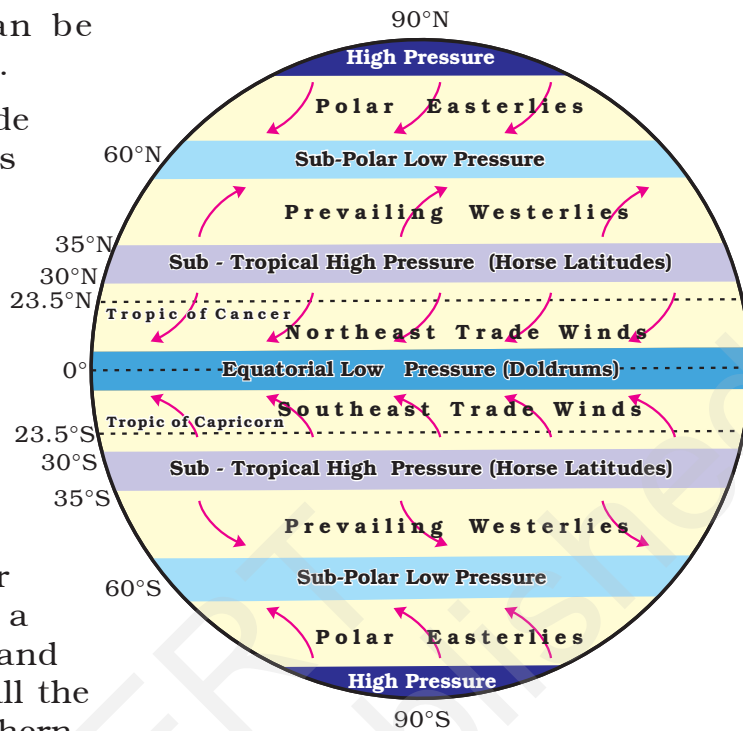 90°N
an be
High Pressure
.
Polar Easterlies
de
60°N
s
Sub-Polar Low Pressure
Prevailing Westerlies
35°N
Sub - Tropical High Pressure (Horse Latitudes)
30°N
23.5°N
Tropic of Cancer
Northeast Trade Winds
0°
Equatorial Low Pressure (Doldrums)
Southeast Trade Winds
Tropic of Capricorn
23.5°S
30°S
Sub - Tropical High Pressure (Horse Latitudes)
35°S
Prevailing Westerlies
60°S
Sub-Polar Low Pressure
r
a
Polar Easterlies
and
ll the
High Pressure
hern
90°S